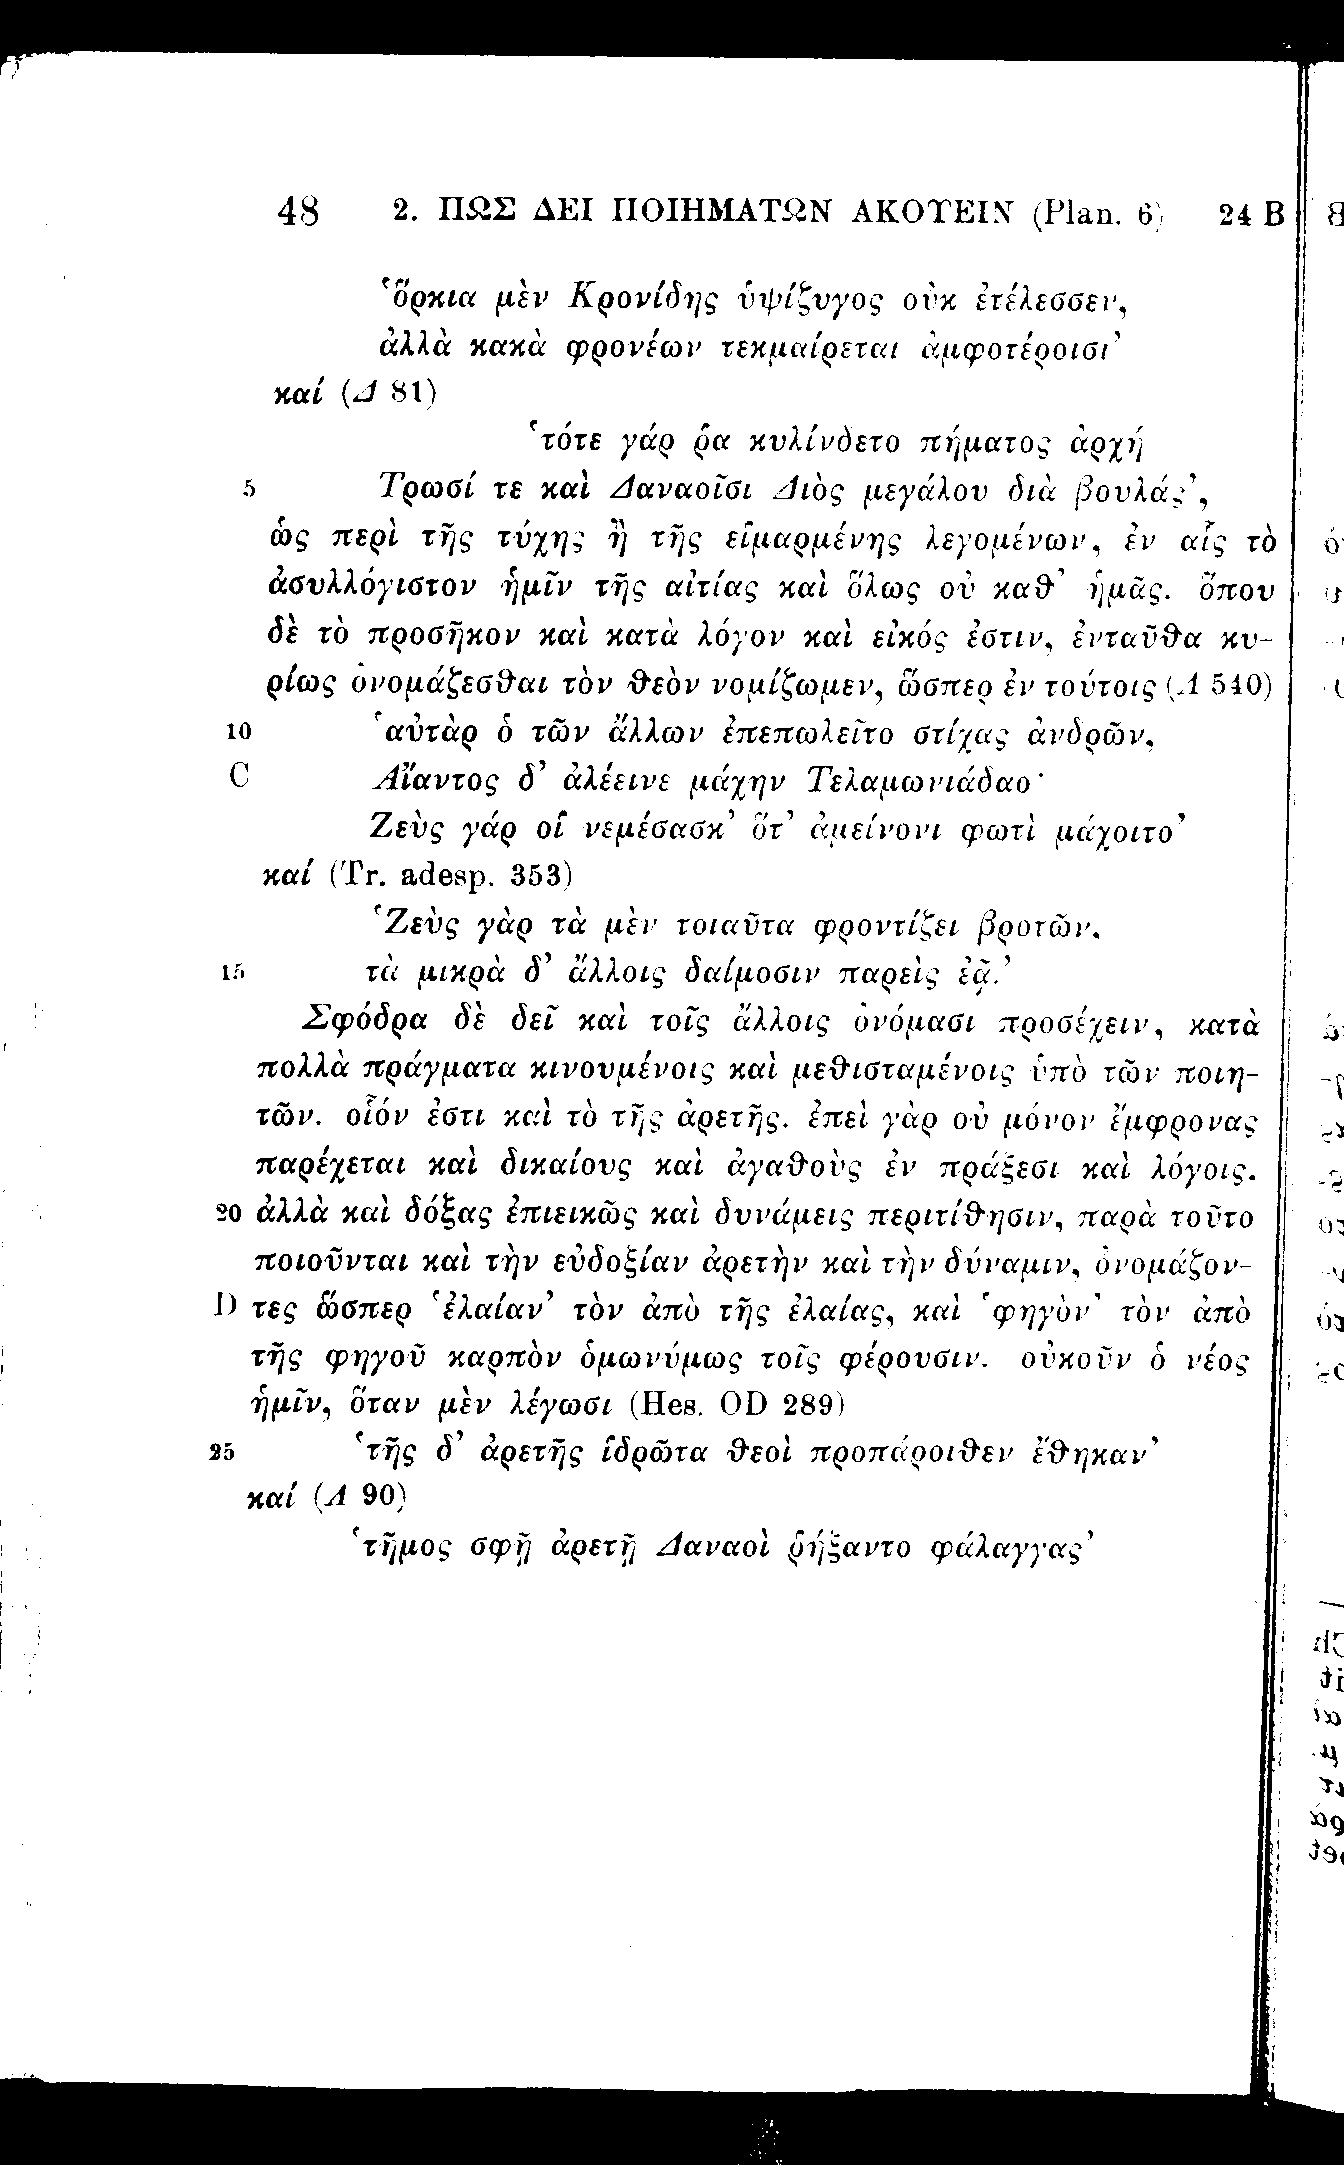 48 2. ΠΩΣ ΔΕΙ ΠΟΙΗΜΑΤΩΝ ΑΚΟΥΕΙΝ (Plan. 6) 24 B
‘ὅρκια μὲν Κρονίδης ὑψίζυγος οὐκ ἐτέλεσσεν,
ἀλλὰ κακὰ φρονέων τεκμαίρεται ἀμφοτέροισι’
καί (Δ 81)
‘τότε γάρ ῥα κυλίνδετο πήματος ἀρχή
5 Τρωσί τε καὶ Δαναοῖσι Διὸς μεγάλου διὰ βουλάς’,
ὡς περὶ τῆς τύχης ἢ τῆς εἱμαρμένης λεγομένων, ἐν αἷς τὸ
ἀσυλλόγιστον ἡμῖν τῆς αἰτίας καὶ ὅλως οὐ καθ’ ἡμᾶς. ὅπου
δὲ τὸ προσῆκον καὶ κατὰ λόγον καὶ εἰκός ἐστιν, ἐνταῦθα κυ-
ρίως ὀνομάζεσθαι τὸν θεὸν νομίζωμεν, ὥσπερ ἐν τούτοις (Λ 540)
10 ‘αὐτὰρ ὁ τῶν ἄλλων ἐπεπωλεῖτο στίχας ἀνδρῶν,
C Αἴαντος δ’ ἀλέεινε μάχην Τελαμωνιάδαο·
Ζεὺς γάρ οἱ νεμέσασκ’ ὅτ’ ἀμείνονι φωτὶ μάχοιτο’
καί (Tr. adesp. 353)
‘Ζεὺς γὰρ τὰ μὲν τοιαῦτα φροντίζει βροτῶν,
15 τὰ μικρὰ δ’ ἄλλοις δαίμοσιν παρεὶς ἐᾷ.’
Σφόδρα δὲ δεῖ καὶ τοῖς ἄλλοις ὀνόμασι προσέχειν, κατὰ
πολλὰ πράγματα κινουμένοις καὶ μεθισταμένοις ὑπὸ τῶν ποιη-
τῶν. οἷόν ἐστι καὶ τὸ τῆς ἀρετῆς. ἐπεὶ γὰρ οὐ μόνον ἔμφρονας
παρέχεται καὶ δικαίους καὶ ἀγαθοὺς ἐν πράξεσι καὶ λόγοις,
20 ἀλλὰ καὶ δόξας ἐπιεικῶς καὶ δυνάμεις περιτίθησιν, παρὰ τοῦτο
ποιοῦνται καὶ τὴν εὐδοξίαν ἀρετὴν καὶ τὴν δύναμιν, ὀνομάζον-
D τες ὥσπερ ‘ἐλαίαν’ τὸν ἀπὸ τῆς ἐλαίας, καὶ ‘φηγὸν’ τὸν ἀπὸ
τῆς φηγοῦ καρπὸν ὁμωνύμως τοῖς φέρουσιν. οὐκοῦν ὁ νέος
ἡμῖν, ὅταν μὲν λέγωσι (Hes. OD 289)
25 ‘τῆς δ’ ἀρετῆς ἱδρῶτα θεοὶ προπάροιθεν ἔθηκαν’
καί (Λ 90)
‘τῆμος σφῇ ἀρετῇ Δαναοὶ ῥήξαντο φάλαγγας’